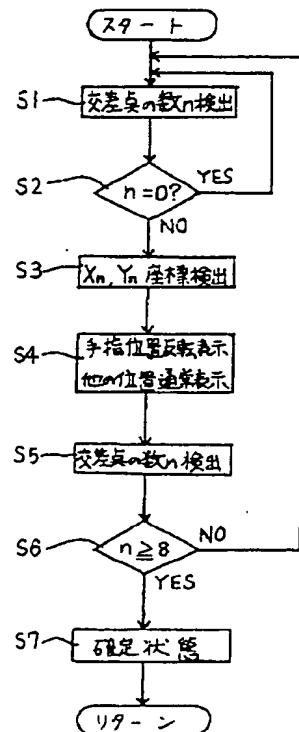 スタート
S1 交差点の数n検出
S2 n=0? YES
NO
S3 Xn, Yn 座標検出
S4 手指位置反転表示
他の位置通常表示
S5 交差点の数n検出
S6 n≧8 NO
YES
S7 確定状態
リターン